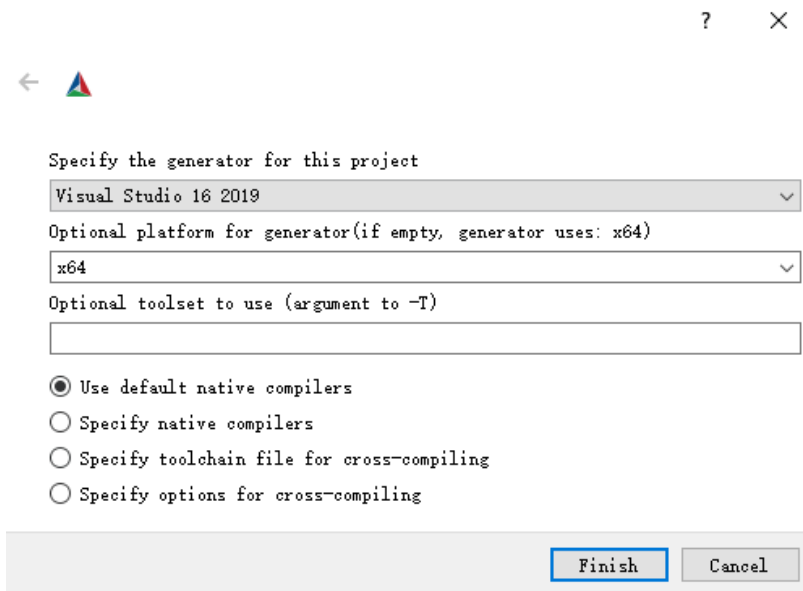 ?
Specify the generator for this project
Visual Studio 16 2019
Optional platform for generator(if empty, generator uses: x64)
x64
Optional toolset to use (argument to -T)
Use default native compilers
Specify native compilers
Specify toolchain file for cross-compiling
Specify options for cross-compiling
Finish Cancel